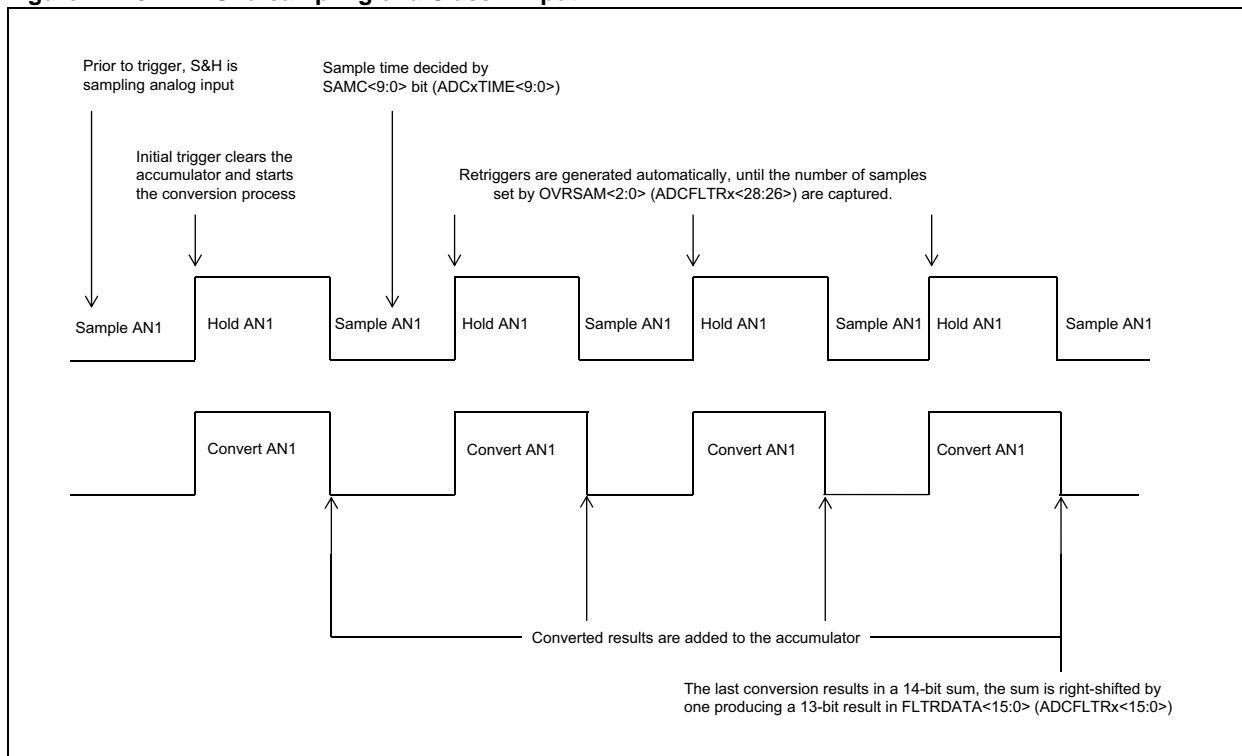 Prior to trigger, S&H is
sampling analog input
Sample time decided by
SAMC<9:0> bit (ADCxTIME<9:0>)
Initial trigger clears the
accumulator and starts
the conversion process
Retriggers are generated automatically, until the number of samples
set by OVRSAM<2:0> (ADCFLTRx<28:26>) are captured.
Sample AN1
Hold AN1
Sample AN1
Hold AN1
Sample AN1
Hold AN1
Sample AN1
Hold AN1
Sample AN1
Convert AN1
Convert AN1
Convert AN1
Convert AN1
Converted results are added to the accumulator
The last conversion results in a 14-bit sum, the sum is right-shifted by
one producing a 13-bit result in FLTRDATA<15:0> (ADCFLTRx<15:0>)